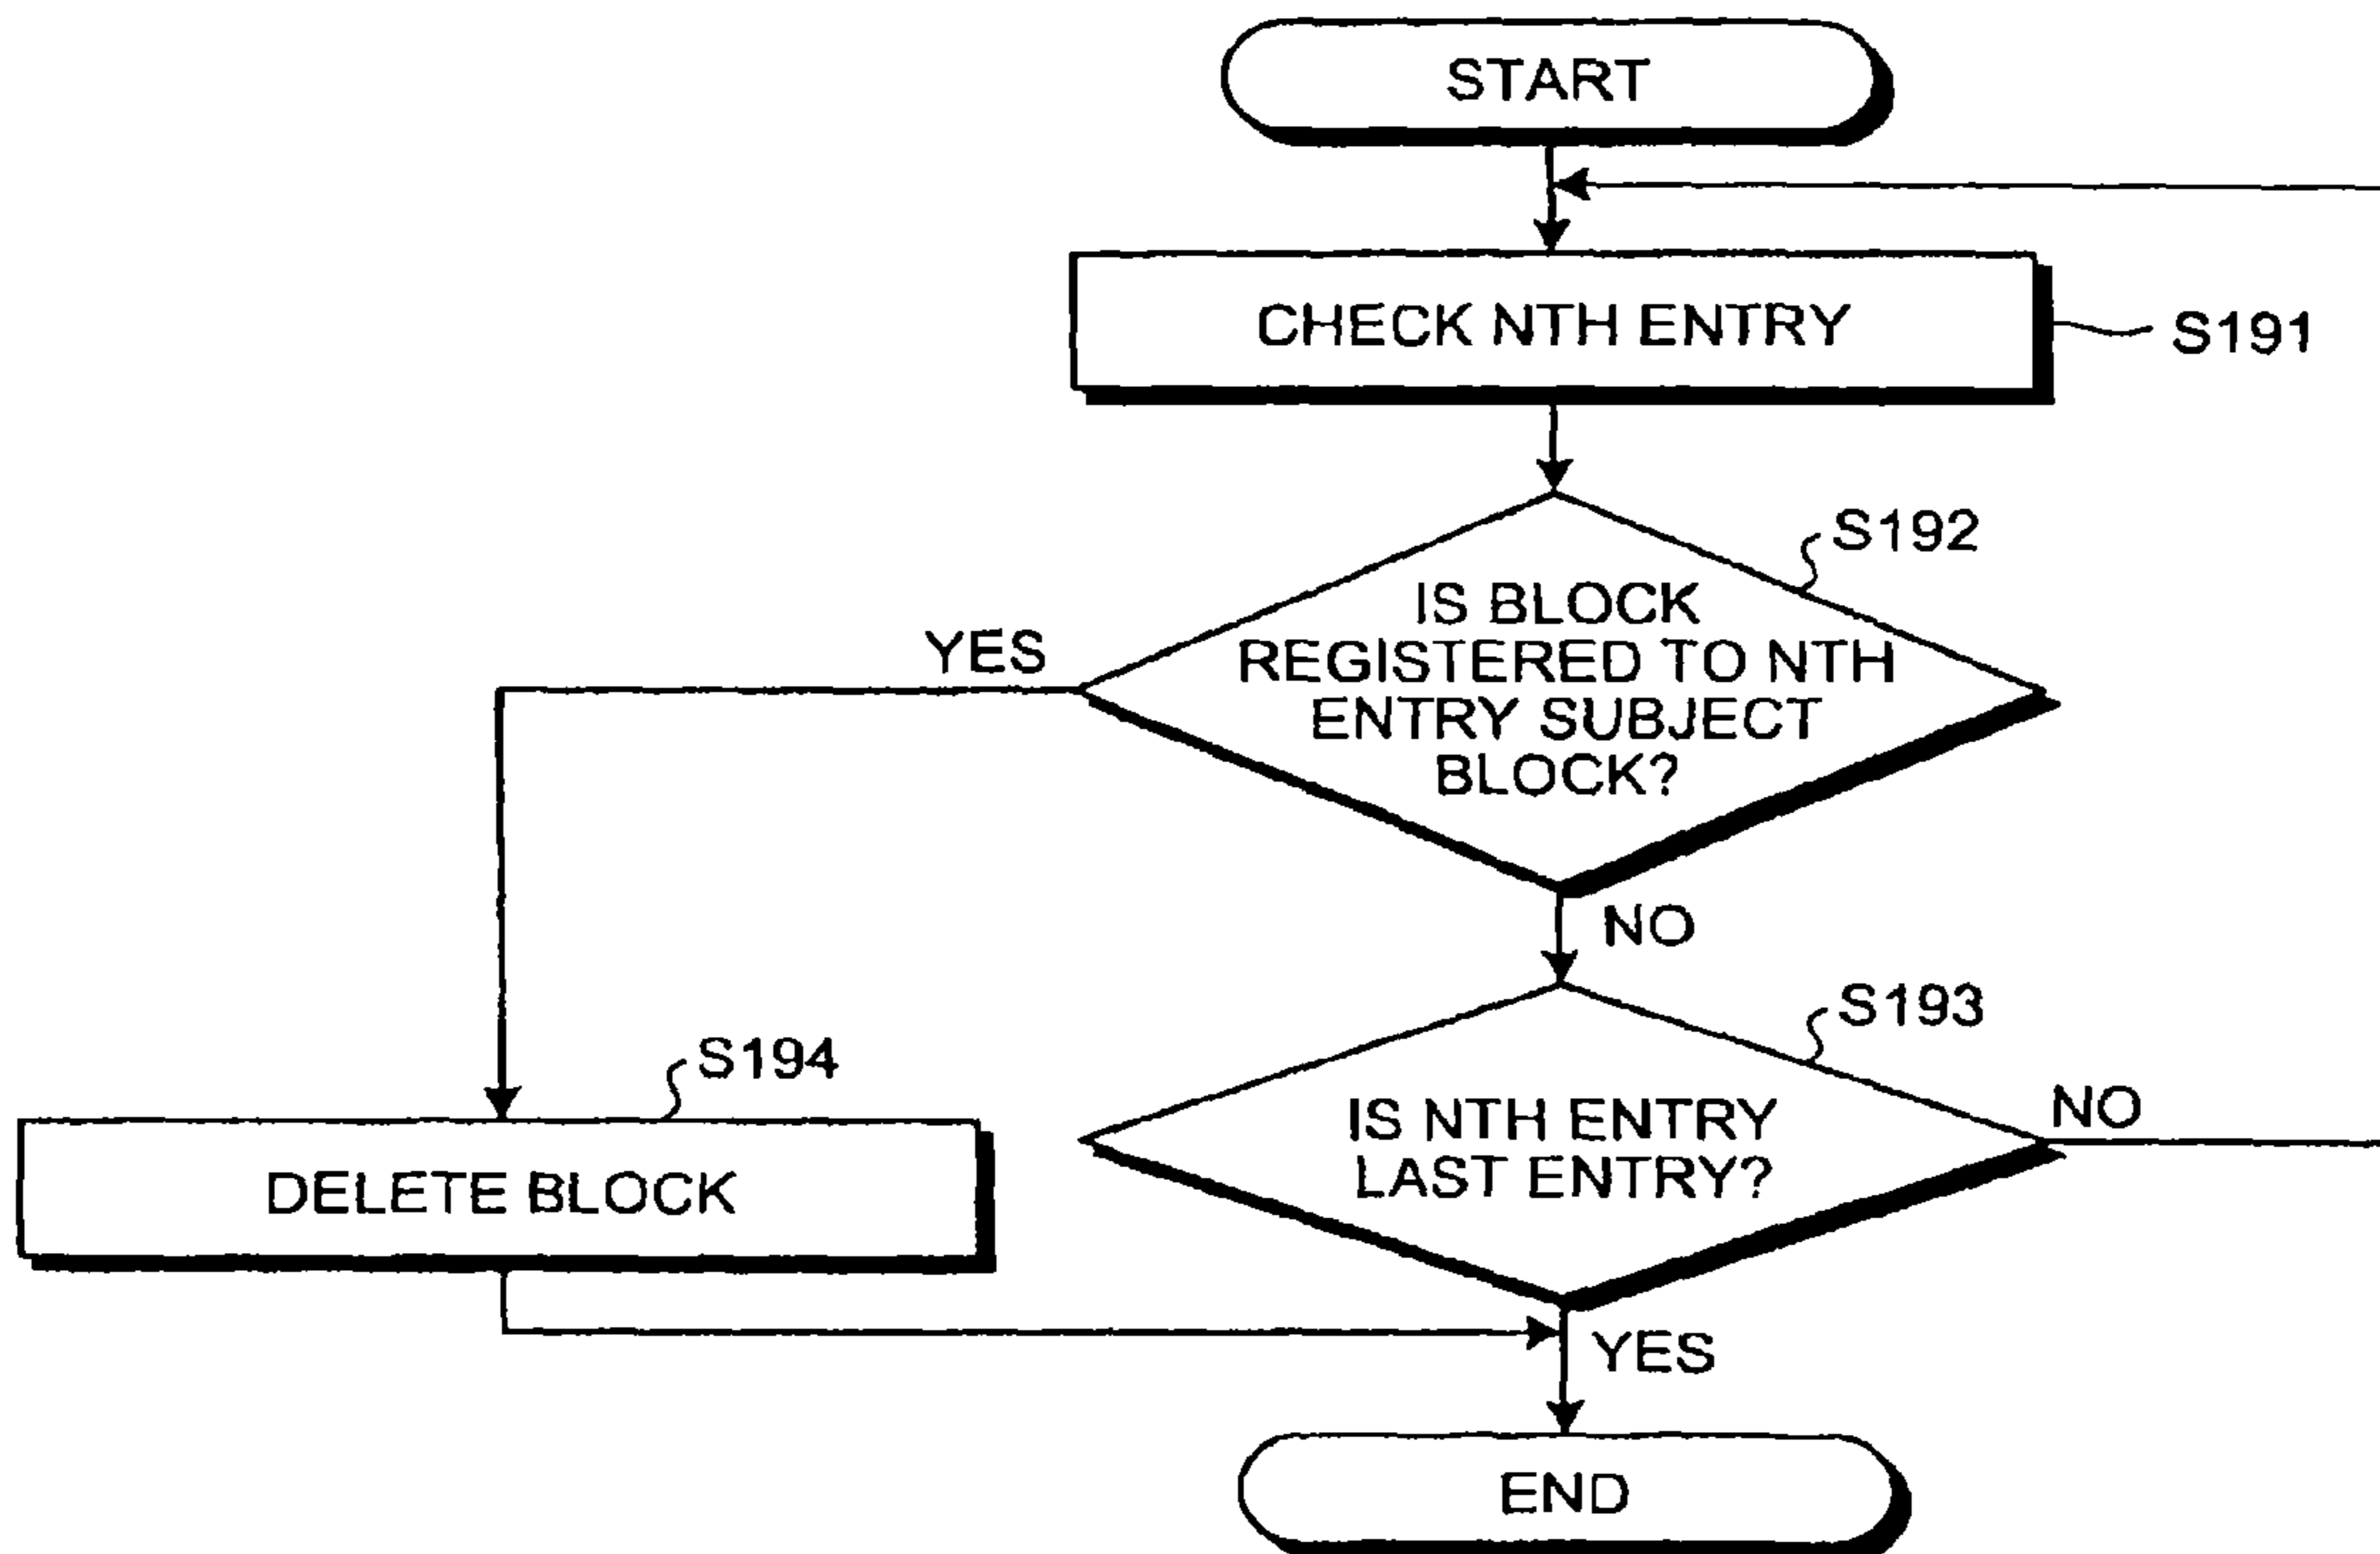 START
CHECK NTH ENTRY
S191
S192
IS BLOCK
REGISTERED TO NTH
ENTRY SUBJECT
BLOCK?
YES
NO
S193
IS NTH ENTRY
LAST ENTRY?
NO
S194
DELETE BLOCK
YES
END